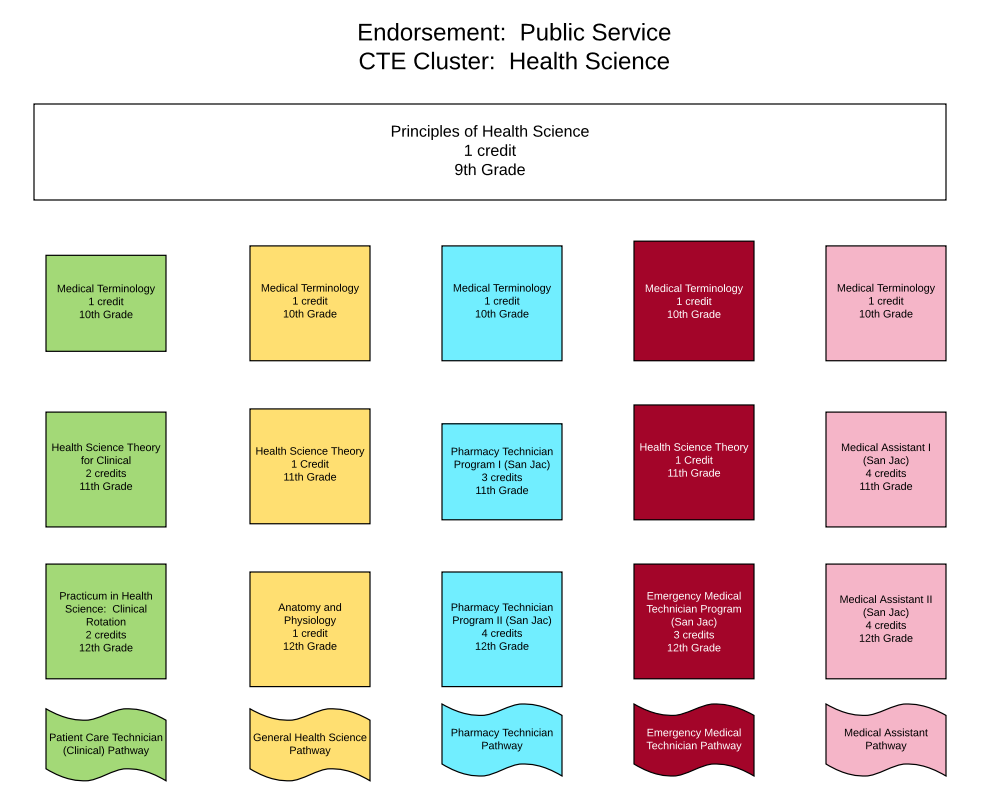 Endorsement:  Public Service
CTE Cluster:  Health Science
Principles of Health Science
1 credit
9th Grade
Medical Terminology
1 credit
10th Grade
Medical Terminology
1 credit
10th Grade
Medical Terminology
1 credit
10th Grade
Medical Terminology
1 credit
10th Grade
Medical Terminology
1 credit
10th Grade
Health Science Theory
for Clinical
2 credits
11th Grade
Health Science Theory
1 Credit
11th Grade
Pharmacy Technician
Program I (San Jac)
3 credits
11th Grade
Health Science Theory
1 Credit
11th Grade
Medical Assistant I
(San Jac)
4 credits
11th Grade
Practicum in Health
Science:  Clinical
Rotation
2 credits
12th Grade
Anatomy and
Physiology
1 credit
12th Grade
Pharmacy Technician
Program II (San Jac)
4 credits
12th Grade
Emergency Medical
Technician Program
(San Jac)
3 credits
12th Grade
Medical Assistant II
(San Jac)
4 credits
12th Grade
Patient Care Technician
(Clinical) Pathway
General Health Science
Pathway
Pharmacy Technician
Pathway
Emergency Medical
Technician Pathway
Medical Assistant
Pathway